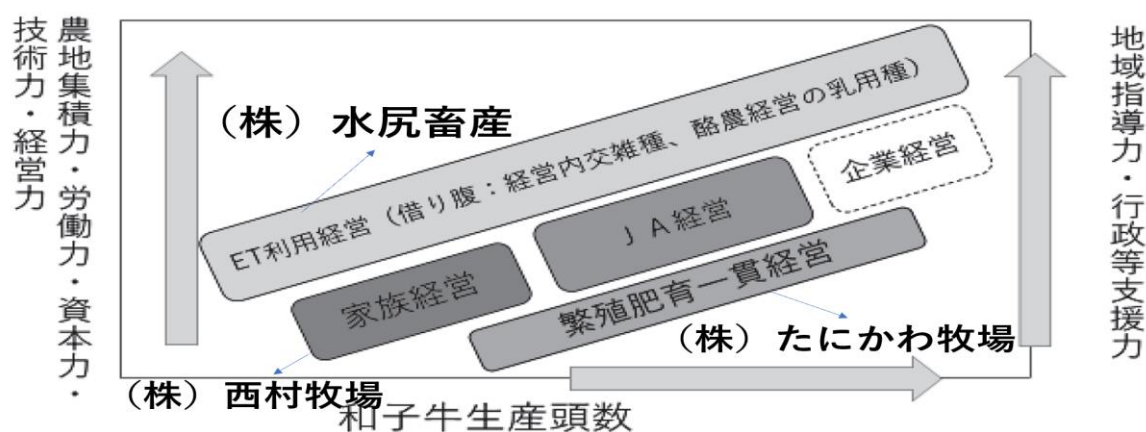 農地集積力・労働力・資本力・
技術力・経営力
地域指導力・行政等支援力
(株)水尻畜産
ET利用経営(借り腹:経営内交雑種、酪農経営の乳用種)
企業経営
JA経営
家族経営
繁殖肥育一貫経営
(株)たにかわ牧場
(株)西村牧場
和子牛生産頭数